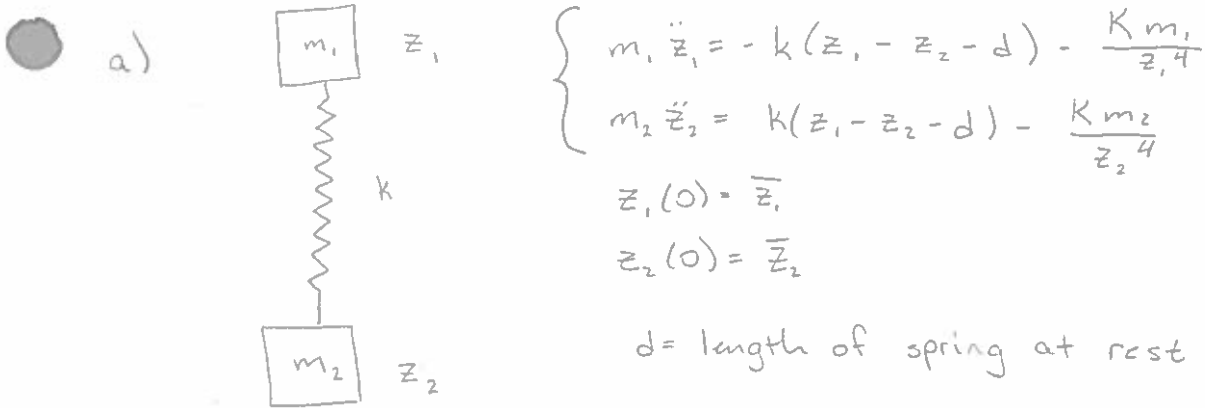 a)
m₁ z₁
k
m₂ z₂
m₁ z̈₁ = - k (z₁ - z₂ - d) - K m₁ / z₁⁴
m₂ z̈₂ = k(z₁ - z₂ - d) - K m₂ / z₂⁴
z₁(0) = z̄₁
z₂(0) = z̄₂
d = length of spring at rest